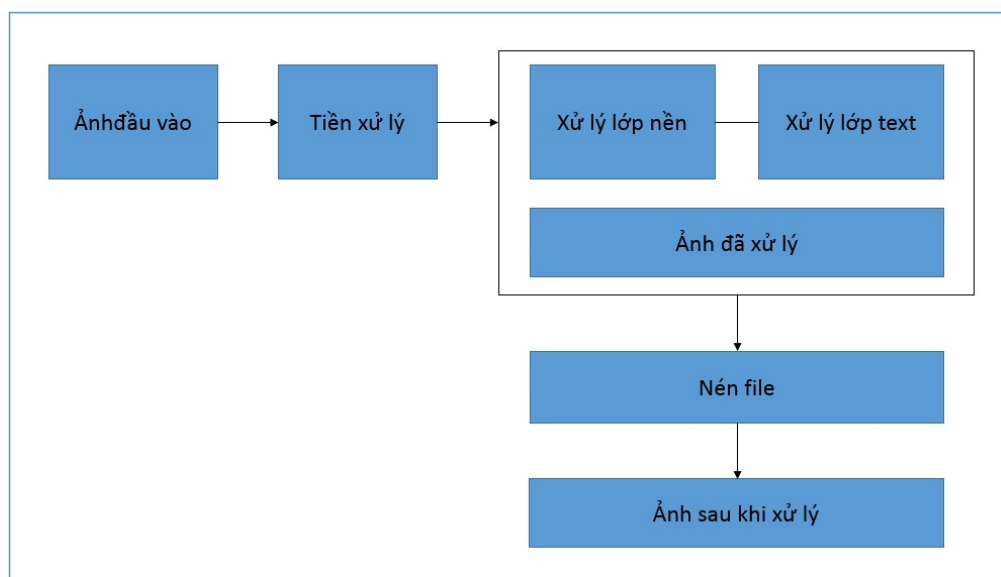 Ảnhđầu vào
Tiền xử lý
Xử lý lớp nền
Xử lý lớp text
Ảnh đã xử lý
Nén file
Ảnh sau khi xử lý